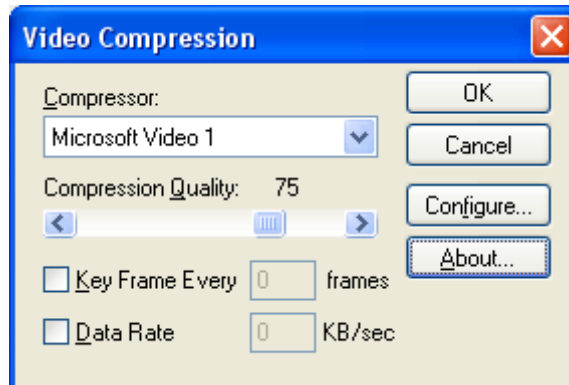 Video Compression
Compressor:
OK
Microsoft Video 1
Cancel
Compression Quality: 75
Configure...
About...
Key Frame Every 0 frames
Data Rate 0 KB/sec